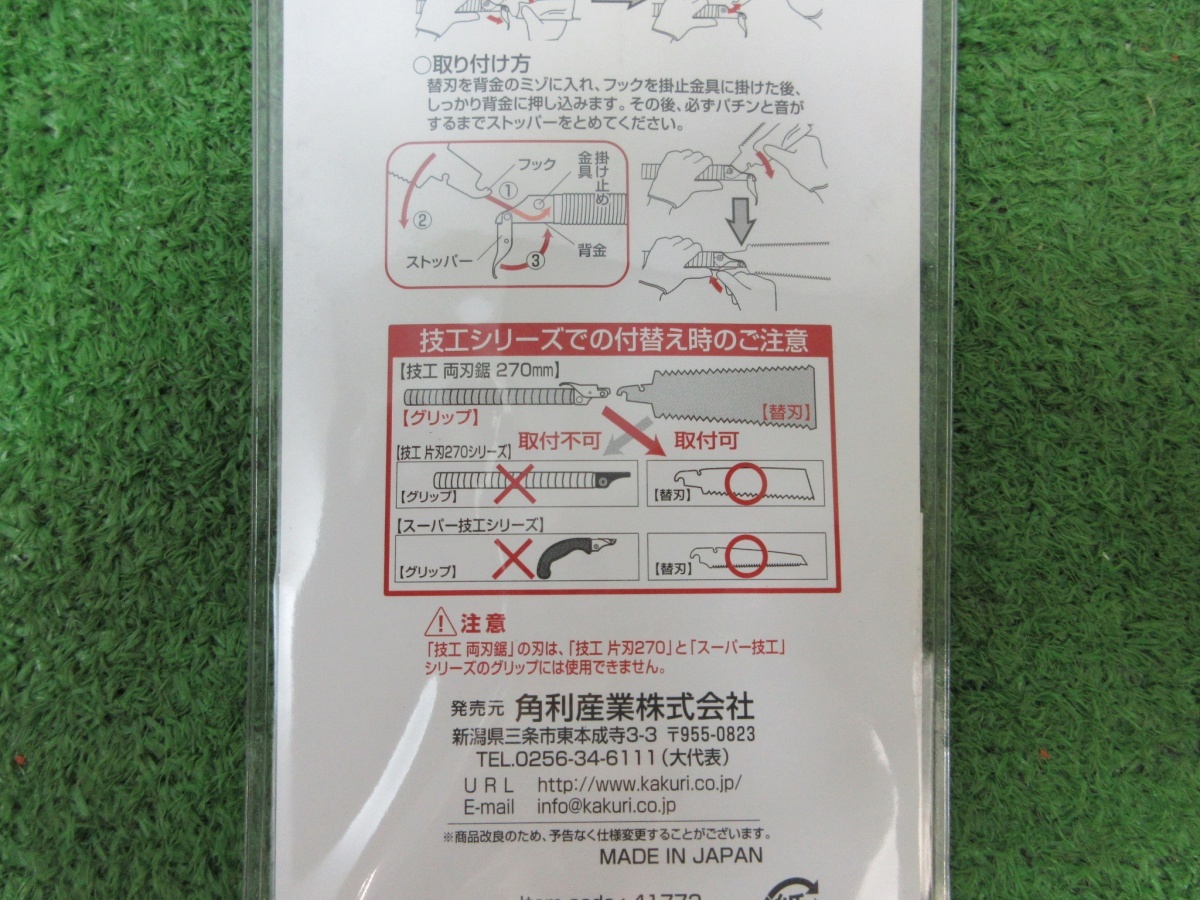 ○取り付け方
替刃を背金のミゾに入れ、フックを掛止金具に掛けた後、
しっかり背金に押し込みます。その後、必ずパチンと音が
するまでストッパーをとめてください。
フック
掛け止め
金具
①
②
③
ストッパー
背金
技工シリーズでの付替え時のご注意
【技工 両刃鋸 270mm】
【グリップ】
【替刃】
取付不可
取付可
【技工 片刃270シリーズ】
【グリップ】
【替刃】
【スーパー技工シリーズ】
【グリップ】
【替刃】
注意
「技工 両刃鋸」の刃は、「技工 片刃270」と「スーパー技工」
シリーズのグリップには使用できません。
発売元 角利産業株式会社
新潟県三条市東本成寺3-3 〒955-0823
TEL.0256-34-6111(大代表)
URL http://www.kakuri.co.jp/
E-mail info@kakuri.co.jp
※商品改良のため、予告なく仕様変更することがございます。
MADE IN JAPAN
Item code : 41772